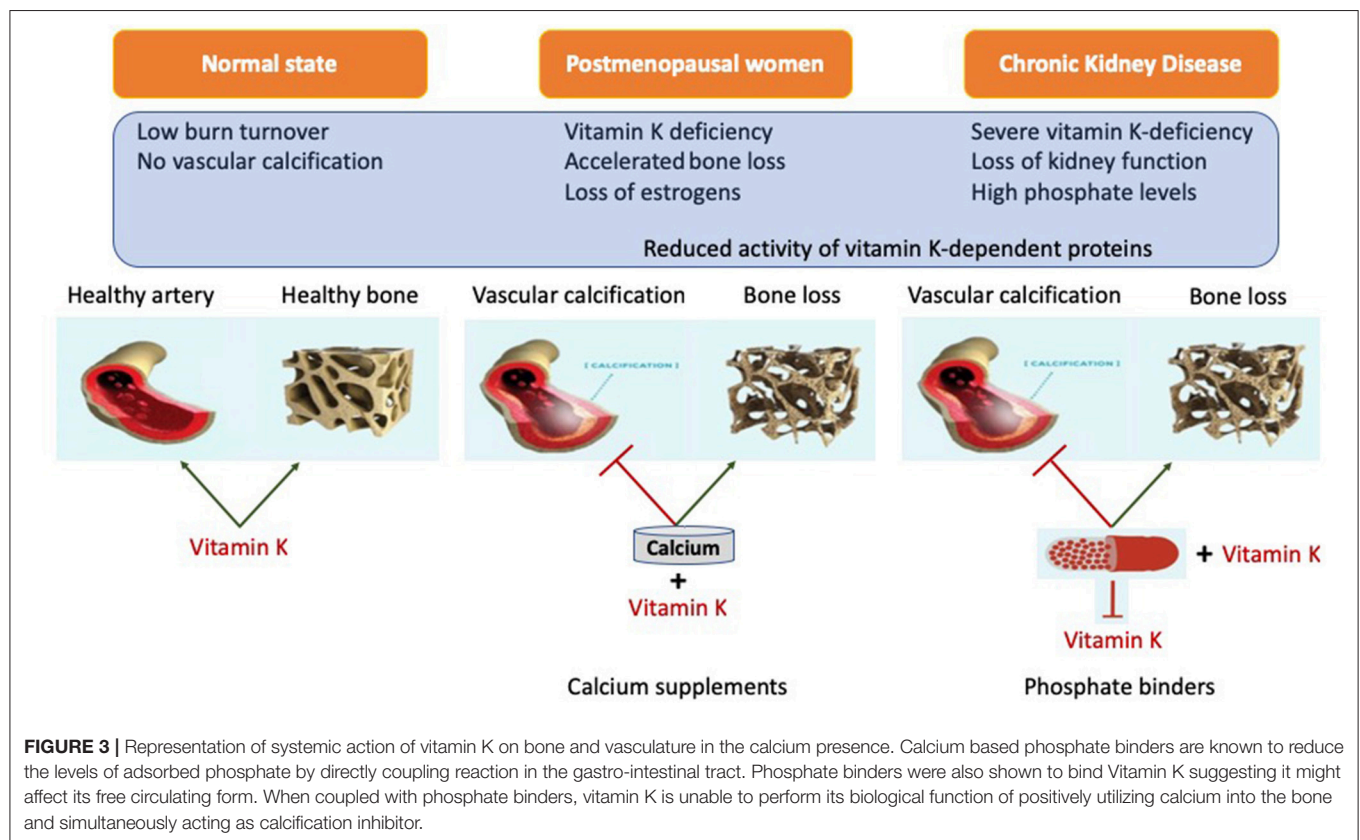 Normal state
Postmenopausal women
Chronic Kidney Disease
Low burn turnover
No vascular calcification
Vitamin K deficiency
Accelerated bone loss
Loss of estrogens
Severe vitamin K-deficiency
Loss of kidney function
High phosphate levels
Reduced activity of vitamin K-dependent proteins
Healthy artery
Healthy bone
Vascular calcification
Bone loss
Vascular calcification
Bone loss
[ CALCIFICATION ]
[ CALCIFICATION ]
Vitamin K
Calcium
+
Vitamin K
+ Vitamin K
Vitamin K
Calcium supplements
Phosphate binders
FIGURE 3 | Representation of systemic action of vitamin K on bone and vasculature in the calcium presence. Calcium based phosphate binders are known to reduce
the levels of adsorbed phosphate by directly coupling reaction in the gastro-intestinal tract. Phosphate binders were also shown to bind Vitamin K suggesting it might
affect its free circulating form. When coupled with phosphate binders, vitamin K is unable to perform its biological function of positively utilizing calcium into the bone
and simultaneously acting as calcification inhibitor.